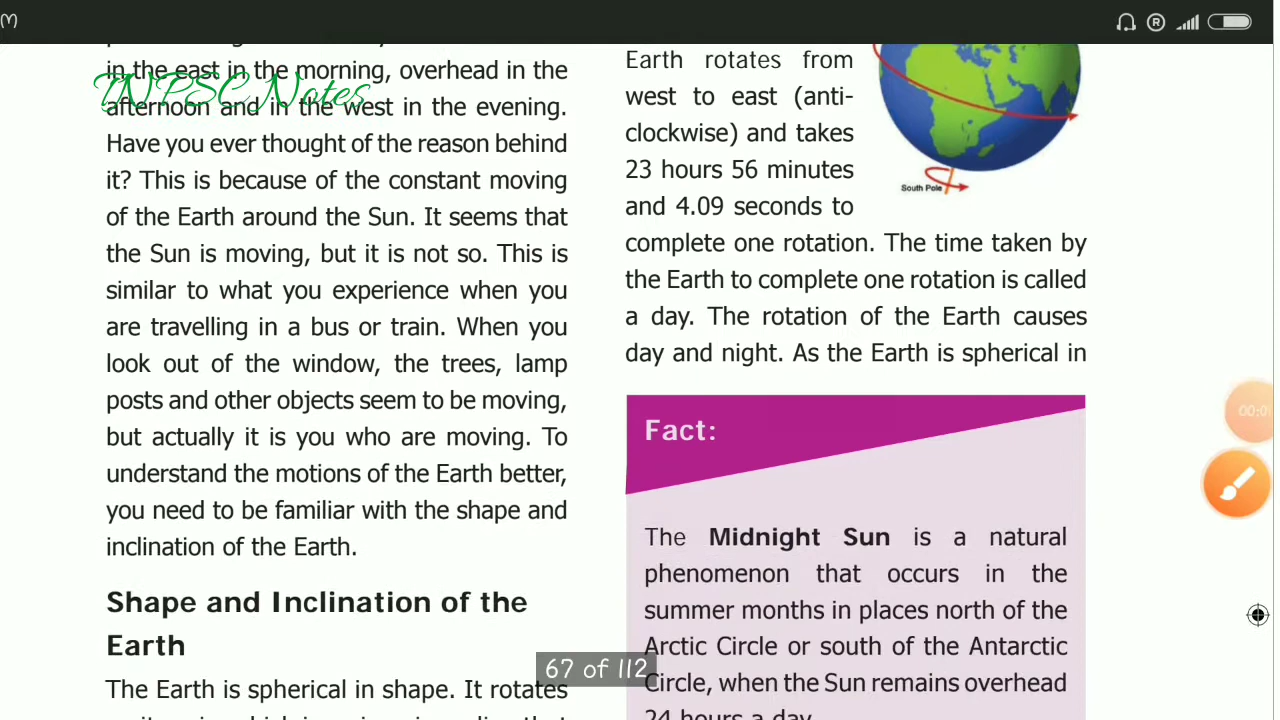 TNPSC Notes
in the east in the morning, overhead in the
afternoon and in the west in the evening.
Have you ever thought of the reason behind
it? This is because of the constant moving
of the Earth around the Sun. It seems that
the Sun is moving, but it is not so. This is
similar to what you experience when you
are travelling in a bus or train. When you
look out of the window, the trees, lamp
posts and other objects seem to be moving,
but actually it is you who are moving. To
understand the motions of the Earth better,
you need to be familiar with the shape and
inclination of the Earth.
Shape and Inclination of the
Earth
The Earth is spherical in shape. It rotates
Earth rotates from
west to east (anti-
clockwise) and takes
23 hours 56 minutes
and 4.09 seconds to
complete one rotation. The time taken by
the Earth to complete one rotation is called
a day. The rotation of the Earth causes
day and night. As the Earth is spherical in
South Pole
Fact:
The Midnight Sun is a natural
phenomenon that occurs in the
summer months in places north of the
Arctic Circle or south of the Antarctic
Circle, when the Sun remains overhead
24 hours a day.
67 of 112
00:0
R